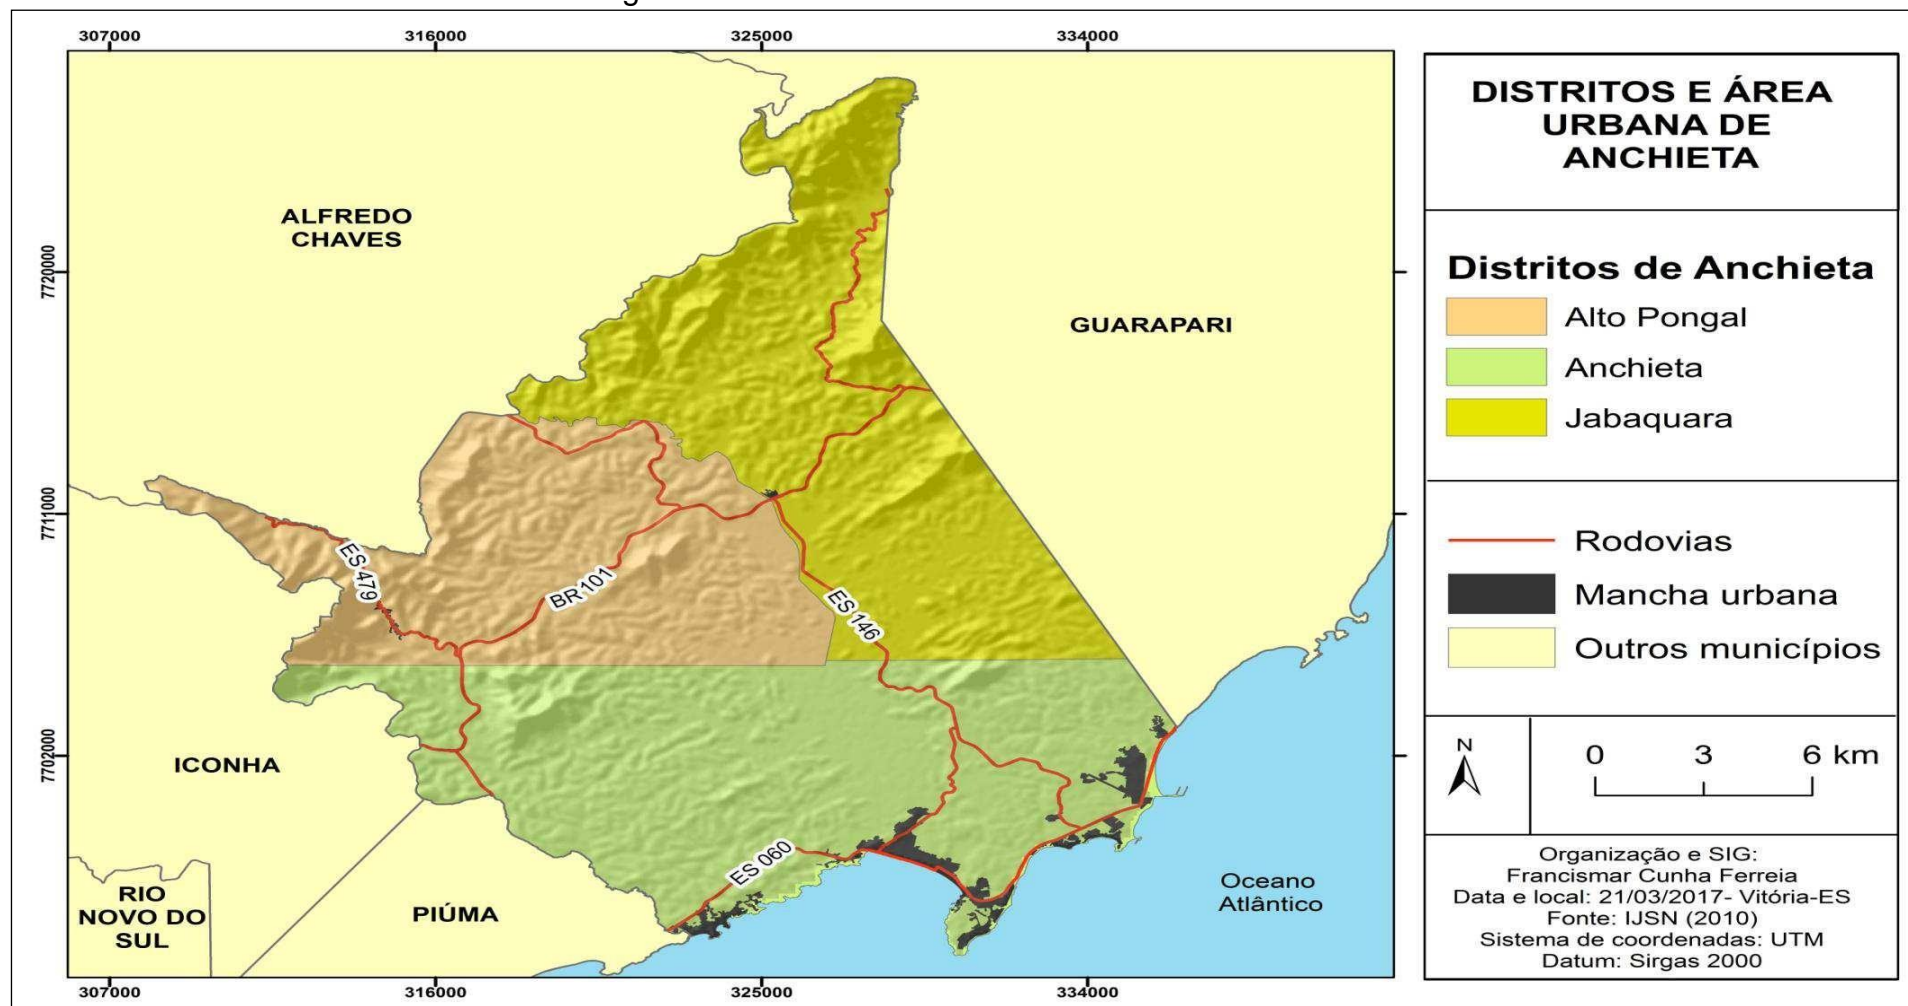 307000
316000
325000
334000
7720000
7711000
7702000
ALFREDO
CHAVES
GUARAPARI
ES 479
BR 101
ES 146
ES 060
ICONHA
RIO
NOVO DO
SUL
PIÚMA
Oceano
Atlântico
307000
316000
325000
334000
DISTRITOS E ÁREA
URBANA DE
ANCHIETA
Distritos de Anchieta
Alto Pongal
Anchieta
Jabaquara
Rodovias
Mancha urbana
Outros municípios
N
0 3 6 km
Organização e SIG:
Francismar Cunha Ferreia
Data e local: 21/03/2017- Vitória-ES
Fonte: IJSN (2010)
Sistema de coordenadas: UTM
Datum: Sirgas 2000